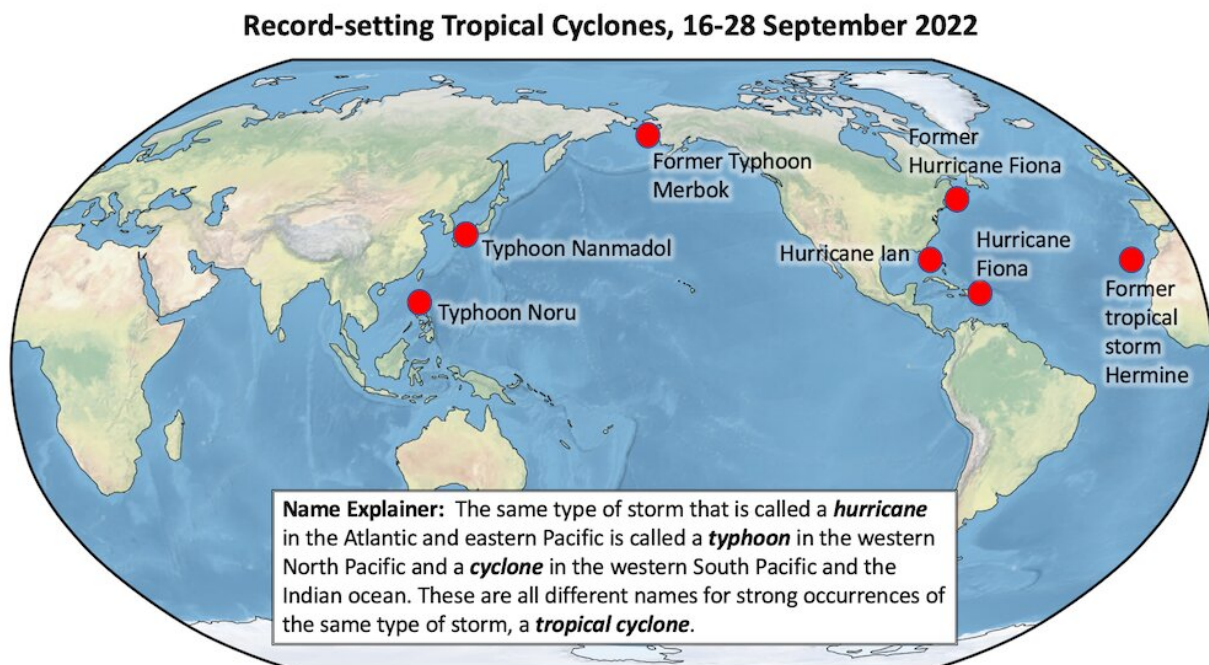 Record-setting Tropical Cyclones, 16-28 September 2022
Former
Hurricane Fiona
Former Typhoon
Merbok
Typhoon Nanmadol
Hurricane Ian
Hurricane
Fiona
Typhoon Noru
Former
tropical
storm
Hermine
Name Explainer: The same type of storm that is called a hurricane
in the Atlantic and eastern Pacific is called a typhoon in the western
North Pacific and a cyclone in the western South Pacific and the
Indian ocean. These are all different names for strong occurrences of
the same type of storm, a tropical cyclone.